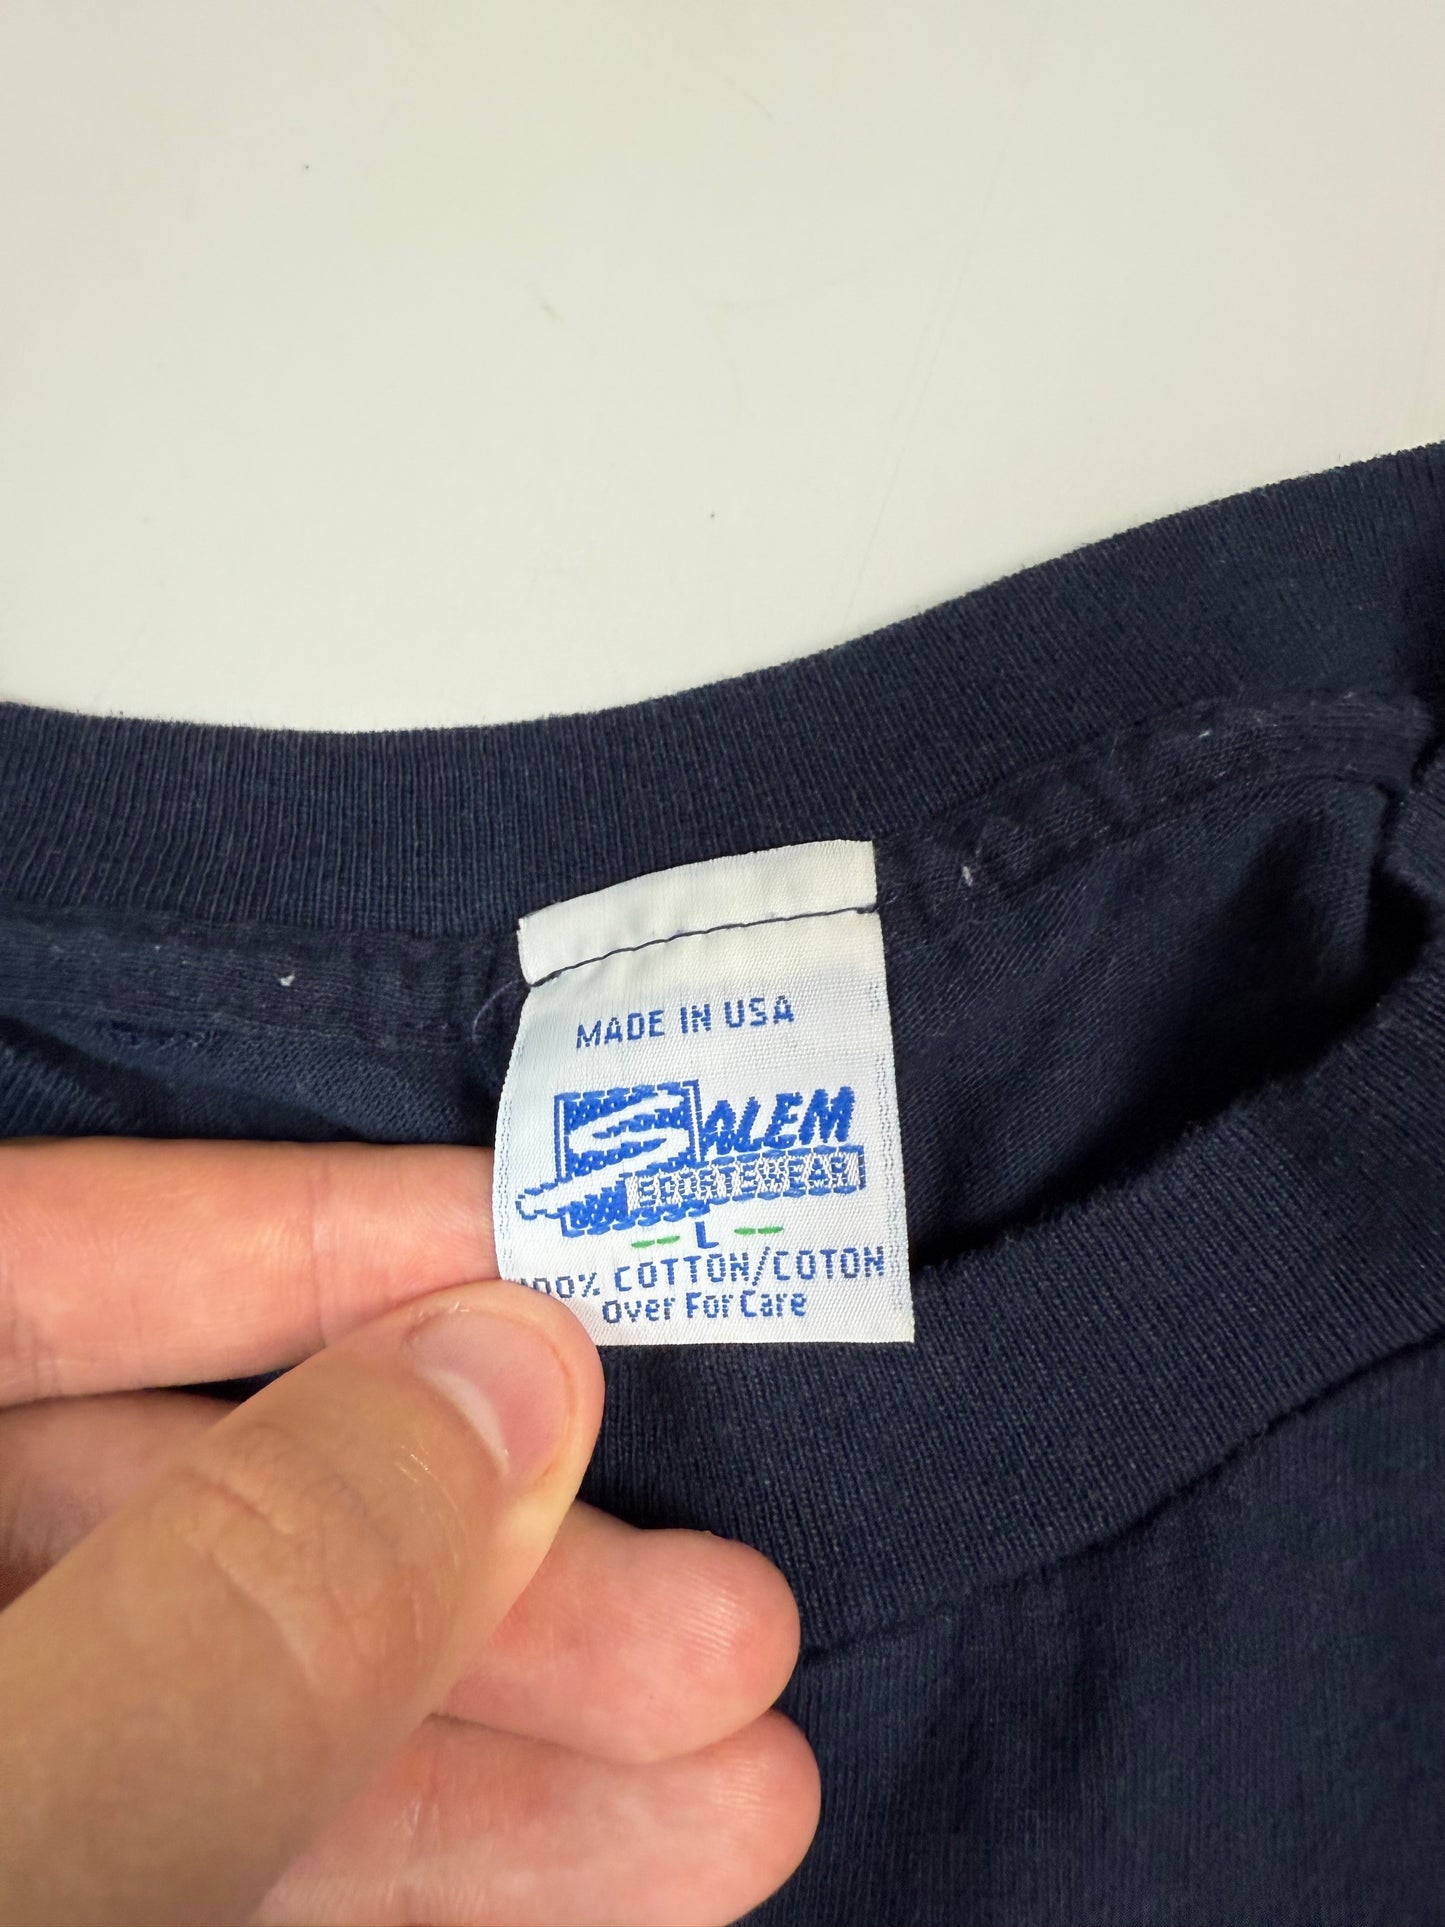 MADE IN USA
SALEM
SPORTSWEAR
L
100% COTTON/COTON
Over For Care